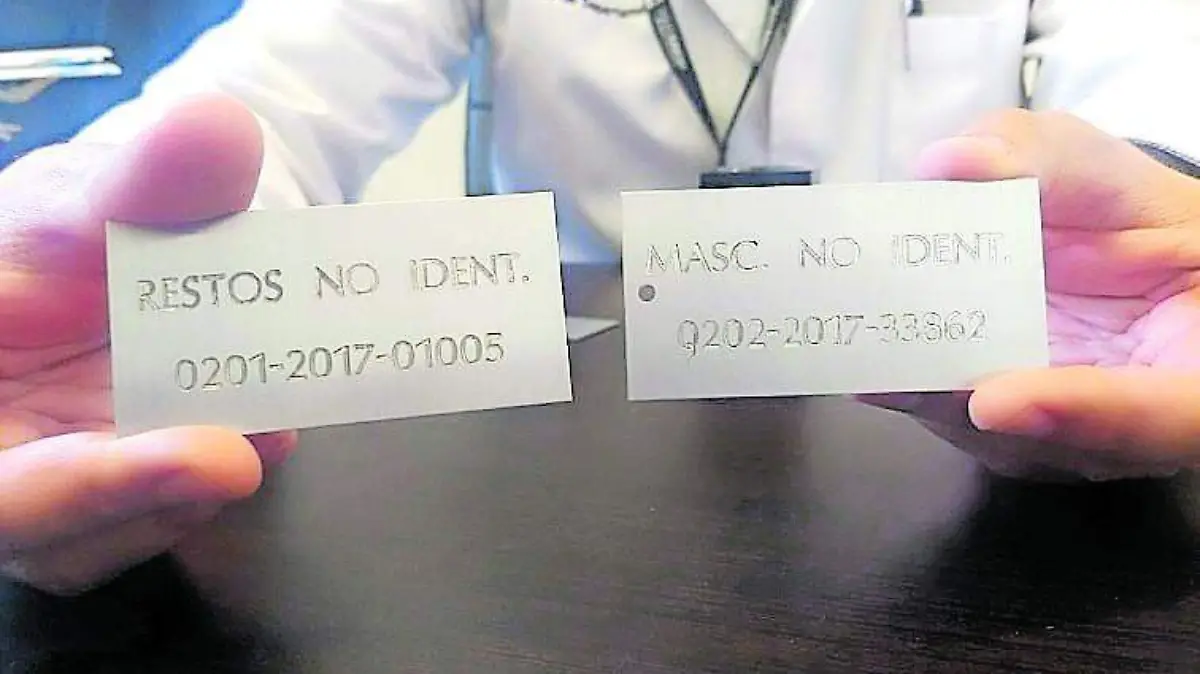 RESTOS NO IDENT.
0201-2017-01005
MASC. NO IDENT.
0202-2017-33862